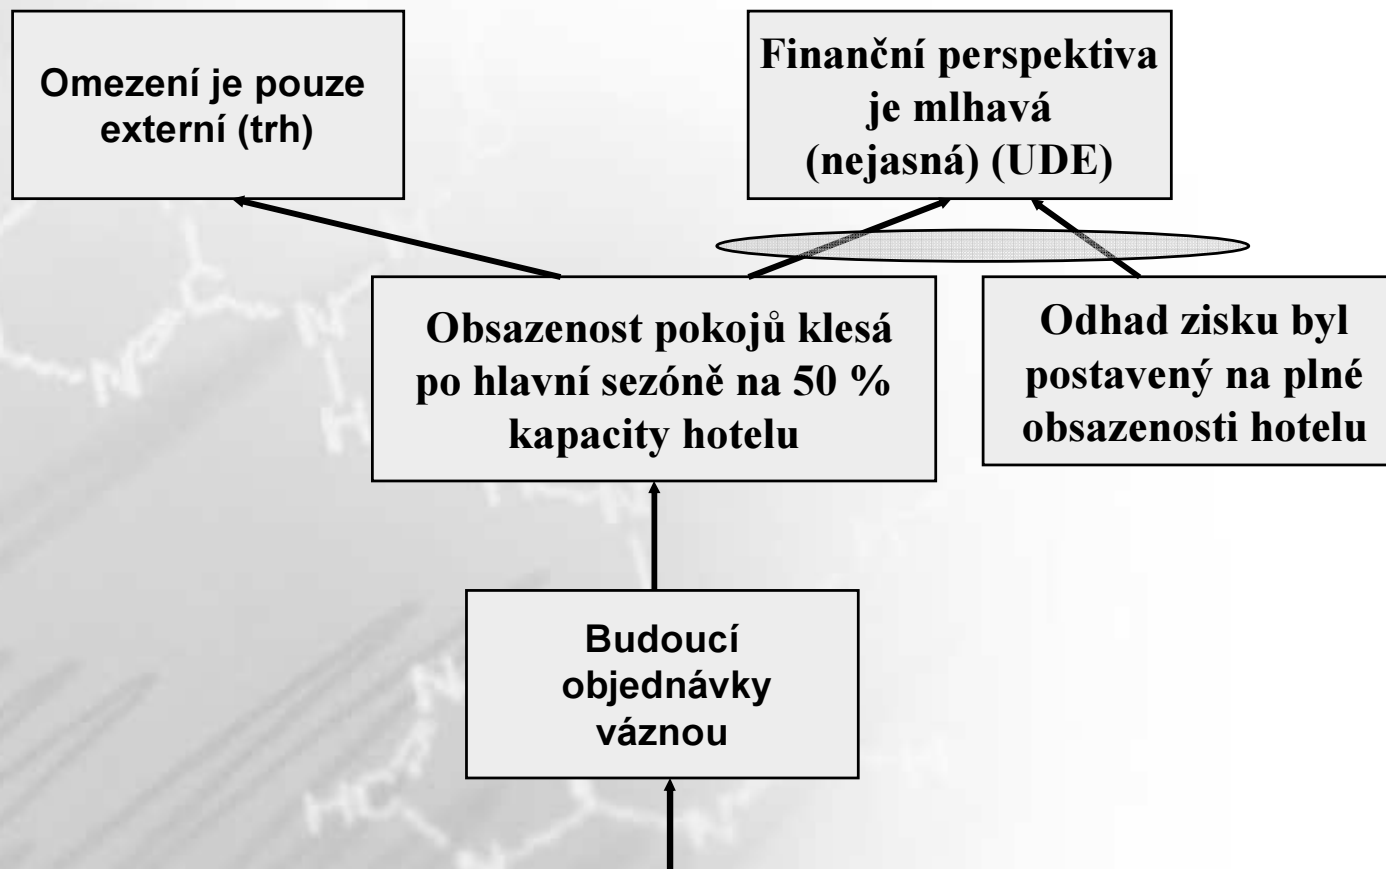 Omezení je pouze
externí (trh)
Finanční perspektiva
je mlhavá
(nejasná) (UDE)
Obsazenost pokojů klesá
po hlavní sezóně na 50 %
kapacity hotelu
Odhad zisku byl
postavený na plné
obsazenosti hotelu
Budoucí
objednávky
váznou